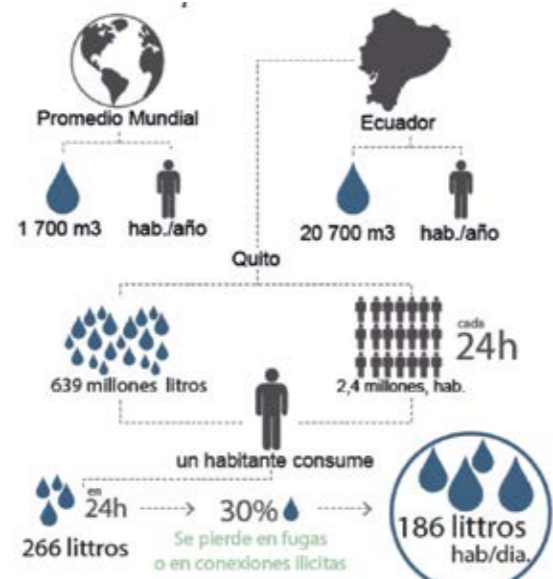 Promedio Mundial
Ecuador
1 700 m3
hab./año
20 700 m3
hab./año
Quito
639 millones litros
cada
24h
2,4 millones, hab.
un habitante consume
en
24h
266 littros
30%
Se pierde en fugas
o en conexiones ilicitas
186 littros
hab/dia.